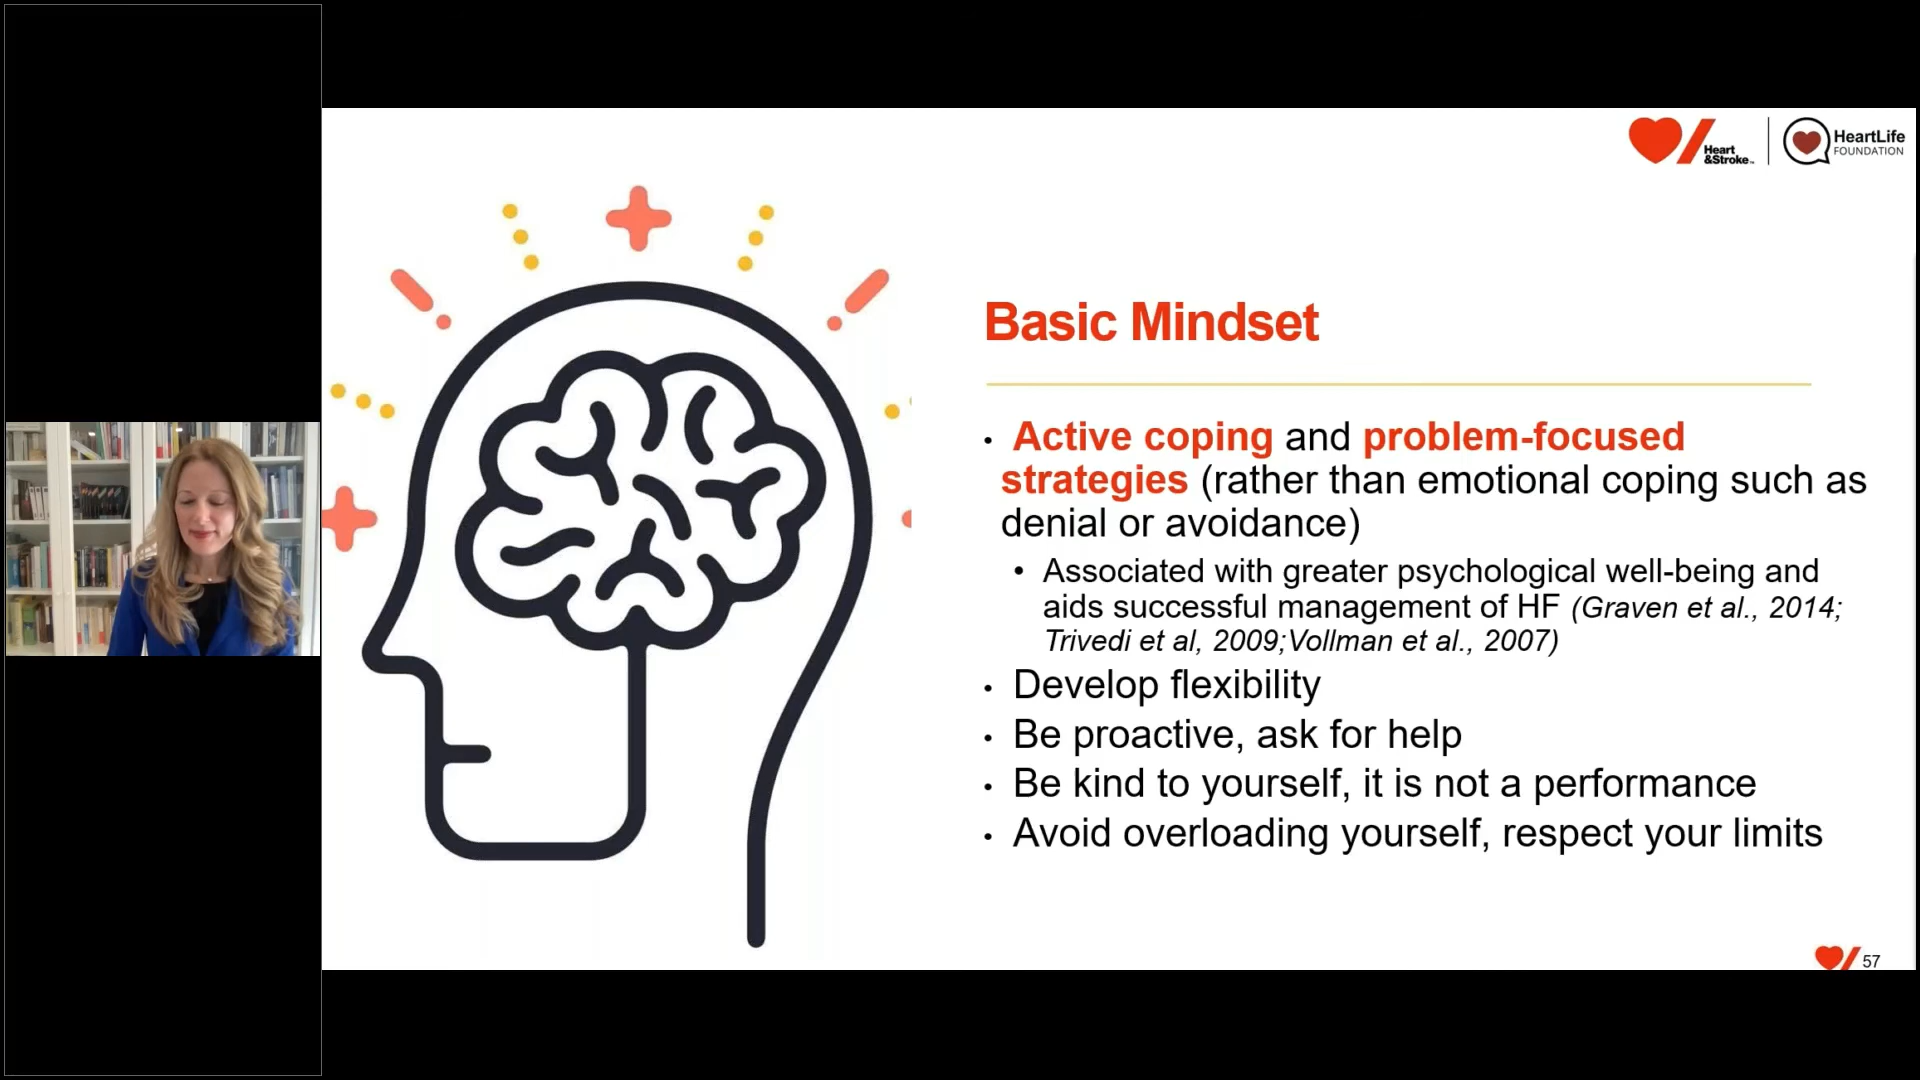 Heart
&Stroke™
HeartLife
FOUNDATION
Basic Mindset
• Active coping and problem-focused
strategies (rather than emotional coping such as
denial or avoidance)
• Associated with greater psychological well-being and
aids successful management of HF (Graven et al., 2014;
Trivedi et al, 2009;Vollman et al., 2007)
• Develop flexibility
• Be proactive, ask for help
• Be kind to yourself, it is not a performance
• Avoid overloading yourself, respect your limits
57